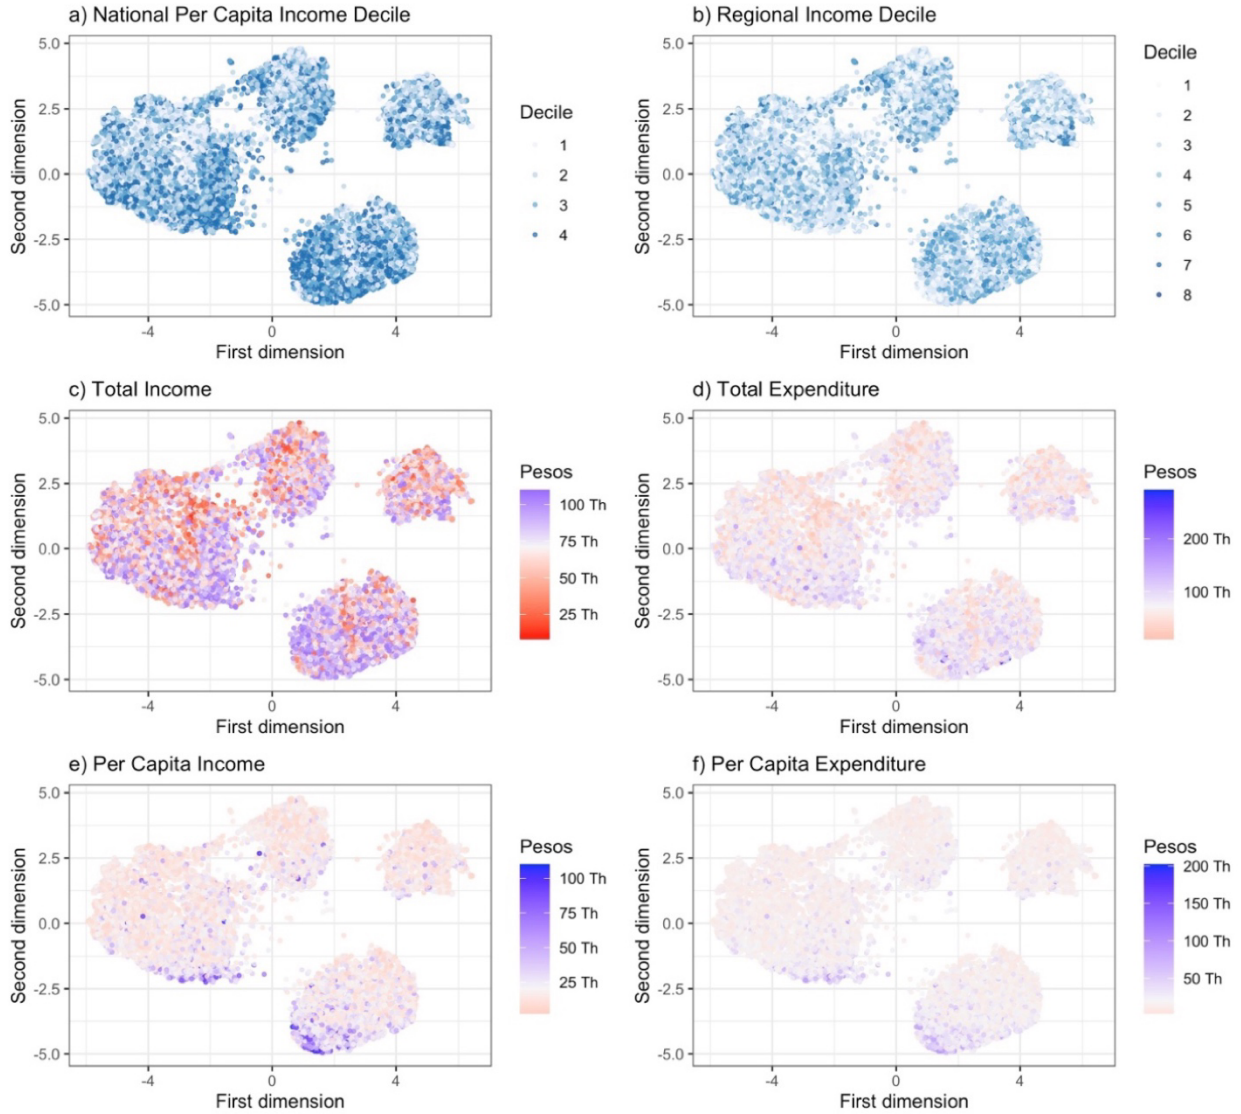 a) National Per Capita Income Decile
5.0
2.5
0.0
-2.5
-5.0
Second dimension
-4 0 4
First dimension
Decile
1
2
3
4
b) Regional Income Decile
5.0
2.5
0.0
-2.5
-5.0
Second dimension
-4 0 4
First dimension
Decile
1
2
3
4
5
6
7
8
c) Total Income
5.0
2.5
0.0
-2.5
-5.0
Second dimension
-4 0 4
First dimension
Pesos
100 Th
75 Th
50 Th
25 Th
d) Total Expenditure
5.0
2.5
0.0
-2.5
-5.0
Second dimension
-4 0 4
First dimension
Pesos
200 Th
100 Th
e) Per Capita Income
5.0
2.5
0.0
-2.5
-5.0
Second dimension
-4 0 4
First dimension
Pesos
100 Th
75 Th
50 Th
25 Th
f) Per Capita Expenditure
5.0
2.5
0.0
-2.5
-5.0
Second dimension
-4 0 4
First dimension
Pesos
200 Th
150 Th
100 Th
50 Th